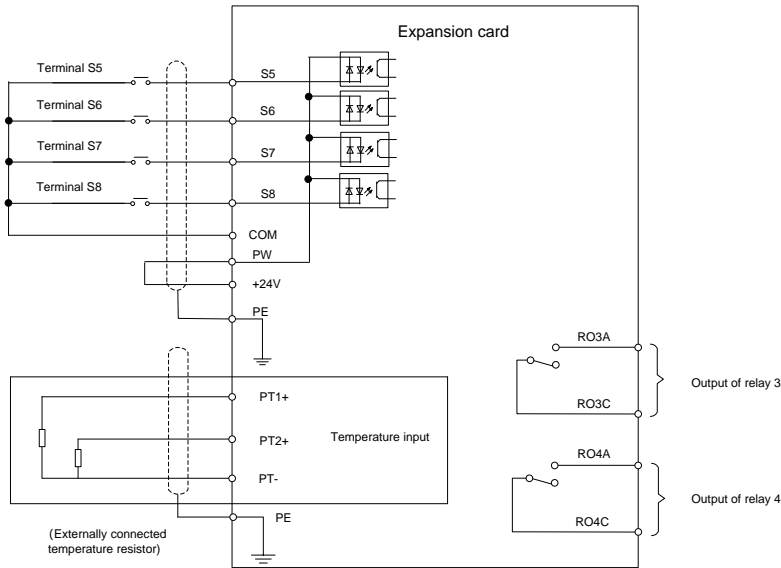 Expansion card
Terminal S5
S5
Terminal S6
S6
Terminal S7
S7
Terminal S8
S8
COM
PW
+24V
PE
RO3A
PT1+
Output of relay 3
RO3C
PT2+
Temperature input
RO4A
PT-
Output of relay 4
PE
RO4C
(Externally connected
temperature resistor)